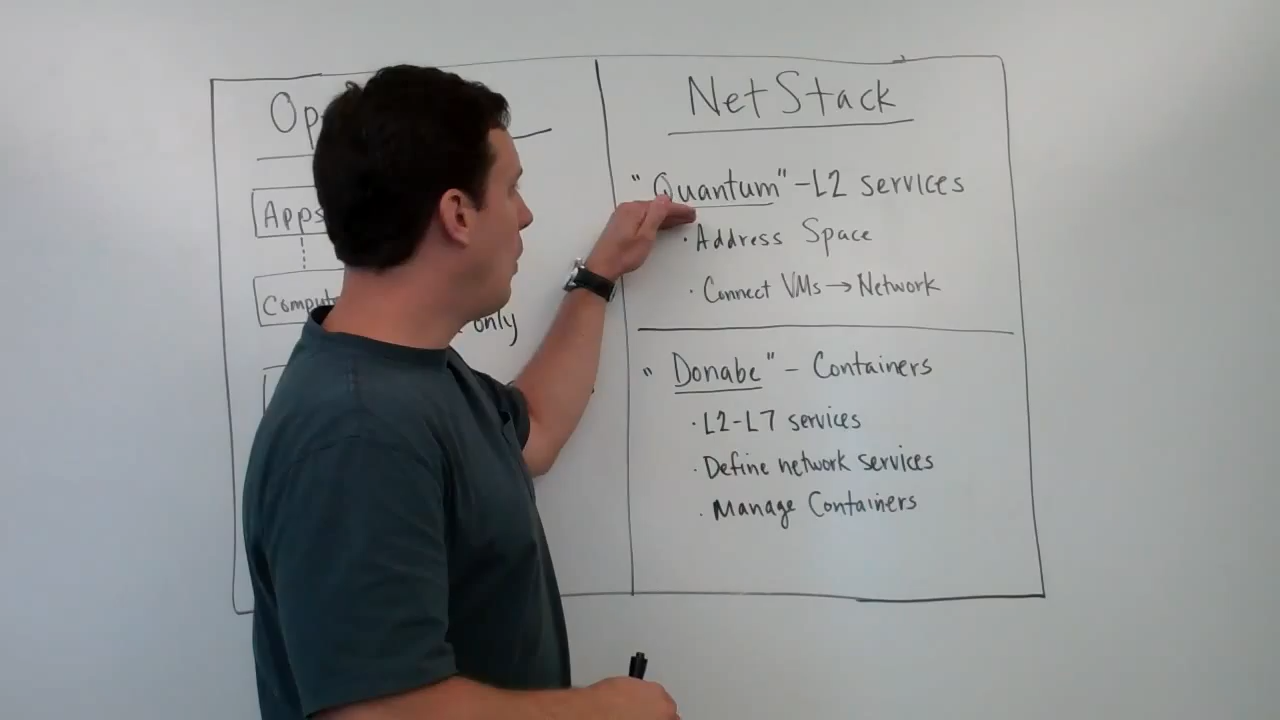 Op
Apps
Compute
only
NetStack
"Quantum" - L2 services
· Address Space
· Connect VMs → Network
"Donabe" - Containers
· L2-L7 services
· Define network services
· Manage Containers